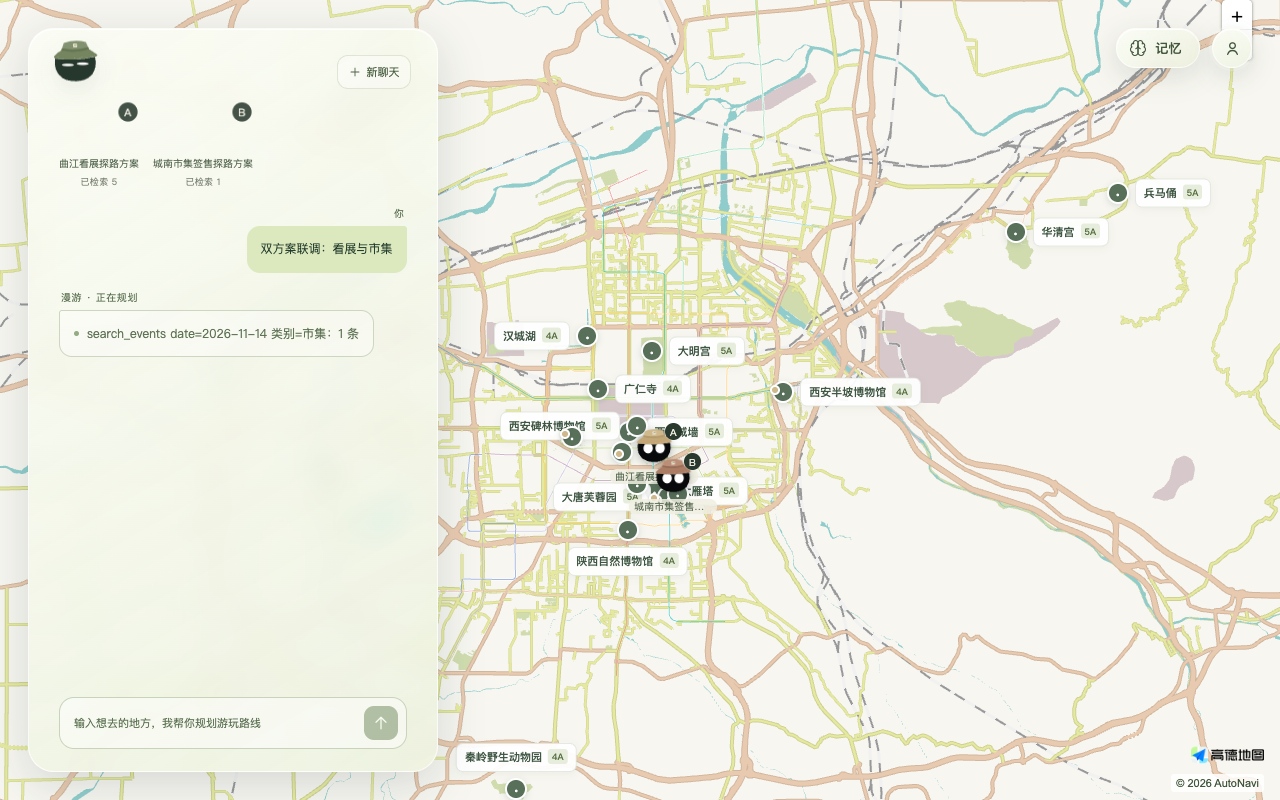 新聊天
A
B
曲江看展探路方案
城南市集签售探路方案
已检索 5
已检索 1
你
双方案联调：看展与市集
漫游 · 正在规划
search_events date=2026-11-14 类别=市集：1 条
输入想去的地方，我帮你规划游玩路线
+
记忆
兵马俑 5A
华清宫 5A
汉城湖 4A
大明宫 5A
广仁寺 4A
西安半坡博物馆 4A
西安碑林博物馆 5A
城墙 5A
A
B
曲江看展
大唐芙蓉园 5A
大雁塔 5A
城南市集签售…
陕西自然博物馆 4A
秦岭野生动物园 4A
高德地图
© 2026 AutoNavi